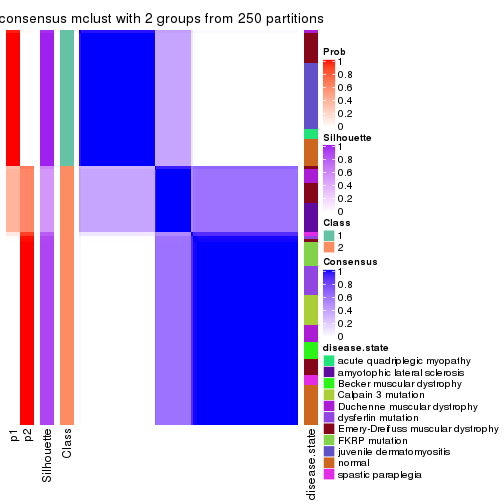 consensus mclust with 2 groups from 250 partitions
Prob
1
0.8
0.6
0.4
0.2
0
Silhouette
1
0.8
0.6
0.4
0.2
0
Class
1
2
Consensus
1
0.8
0.6
0.4
0.2
0
disease.state
acute quadriplegic myopathy
amyotophic lateral sclerosis
Becker muscular dystrophy
Calpain 3 mutation
Duchenne muscular dystrophy
dysferlin mutation
Emery-Dreifuss muscular dystrophy
FKRP mutation
juvenile dermatomyositis
normal
spastic paraplegia
p1
p2
Silhouette
Class
disease.state